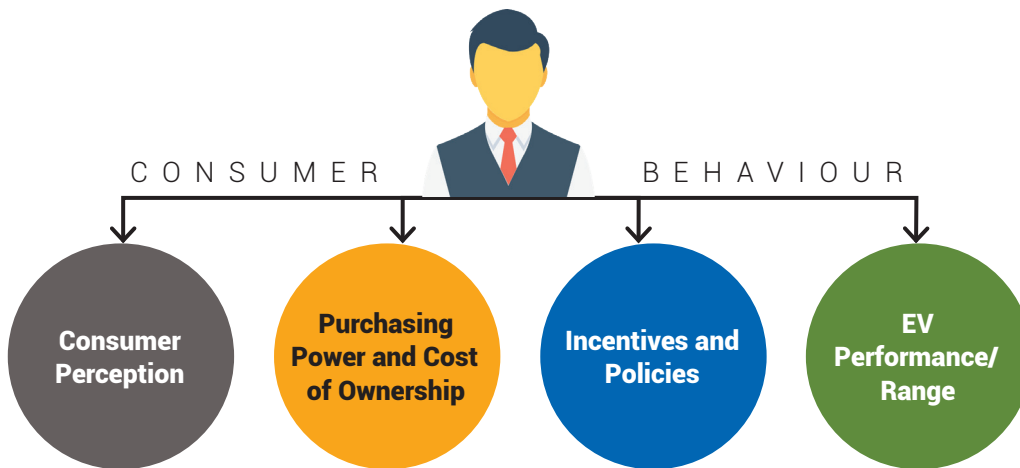 CONSUMER BEHAVIOUR
Consumer
Perception
Purchasing
Power and Cost
of Ownership
Incentives and
Policies
EV
Performance/
Range